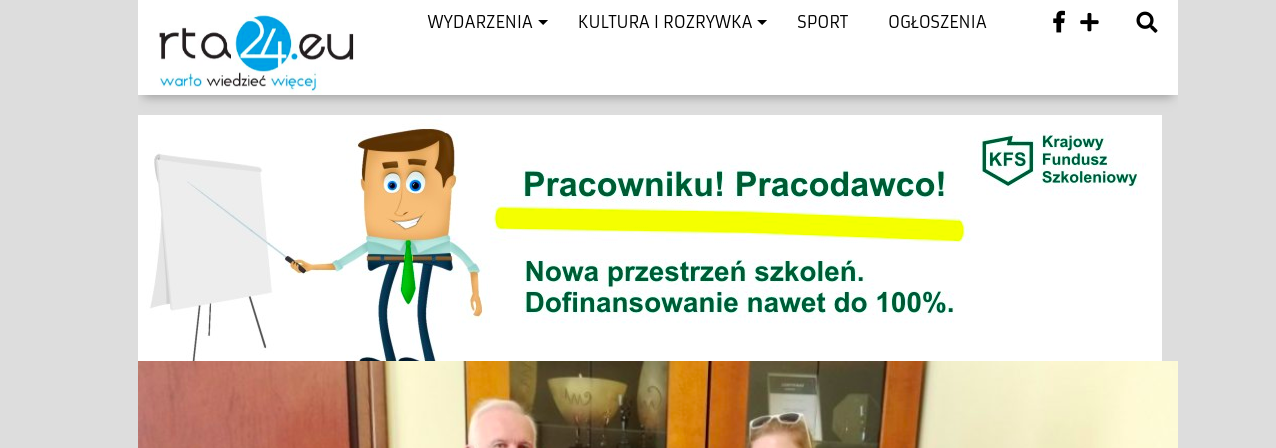 rta24.eu
warto wiedzieć więcej
WYDARZENIA
KULTURA I ROZRYWKA
SPORT
OGŁOSZENIA
KFS
Krajowy
Fundusz
Szkoleniowy
Pracowniku! Pracodawco!
Nowa przestrzeń szkoleń.
Dofinansowanie nawet do 100%.